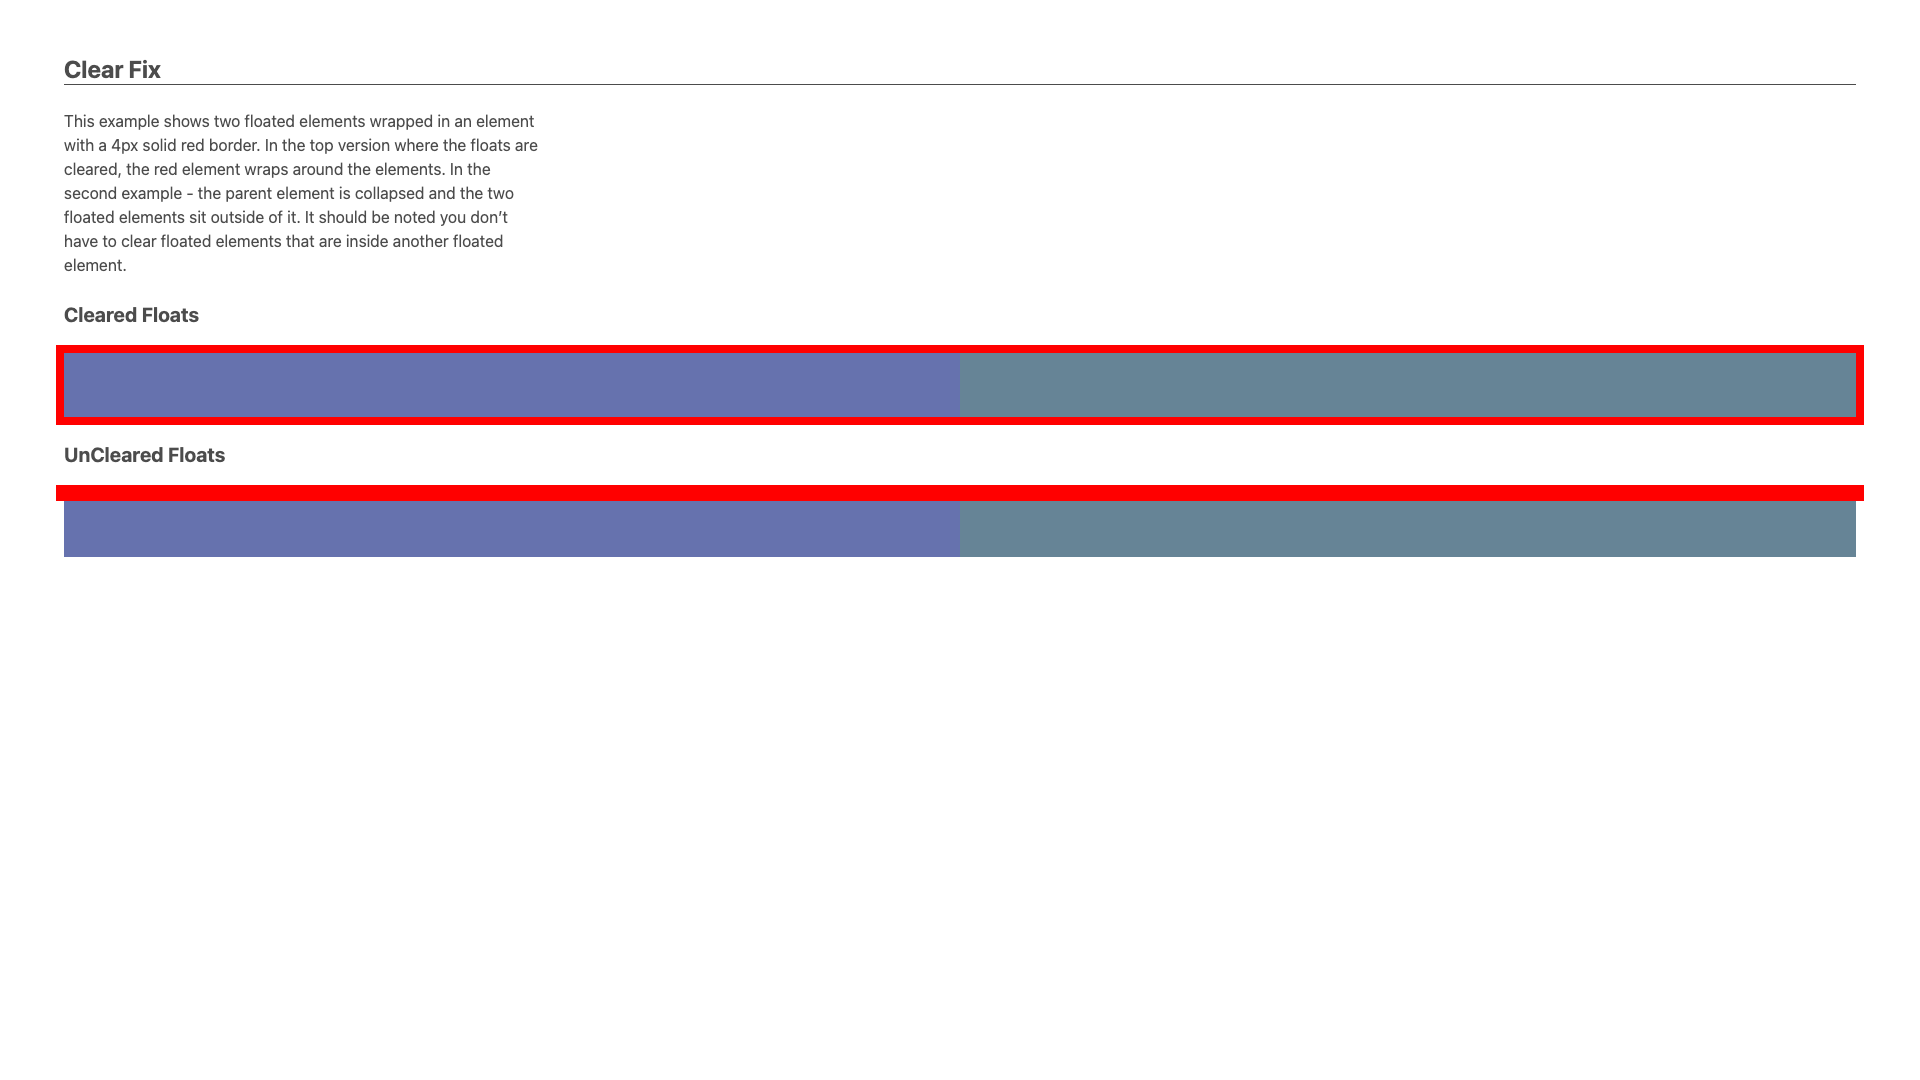 Clear Fix
This example shows two floated elements wrapped in an element
with a 4px solid red border. In the top version where the floats are
cleared, the red element wraps around the elements. In the
second example - the parent element is collapsed and the two
floated elements sit outside of it. It should be noted you don’t
have to clear floated elements that are inside another floated
element.
Cleared Floats
UnCleared Floats